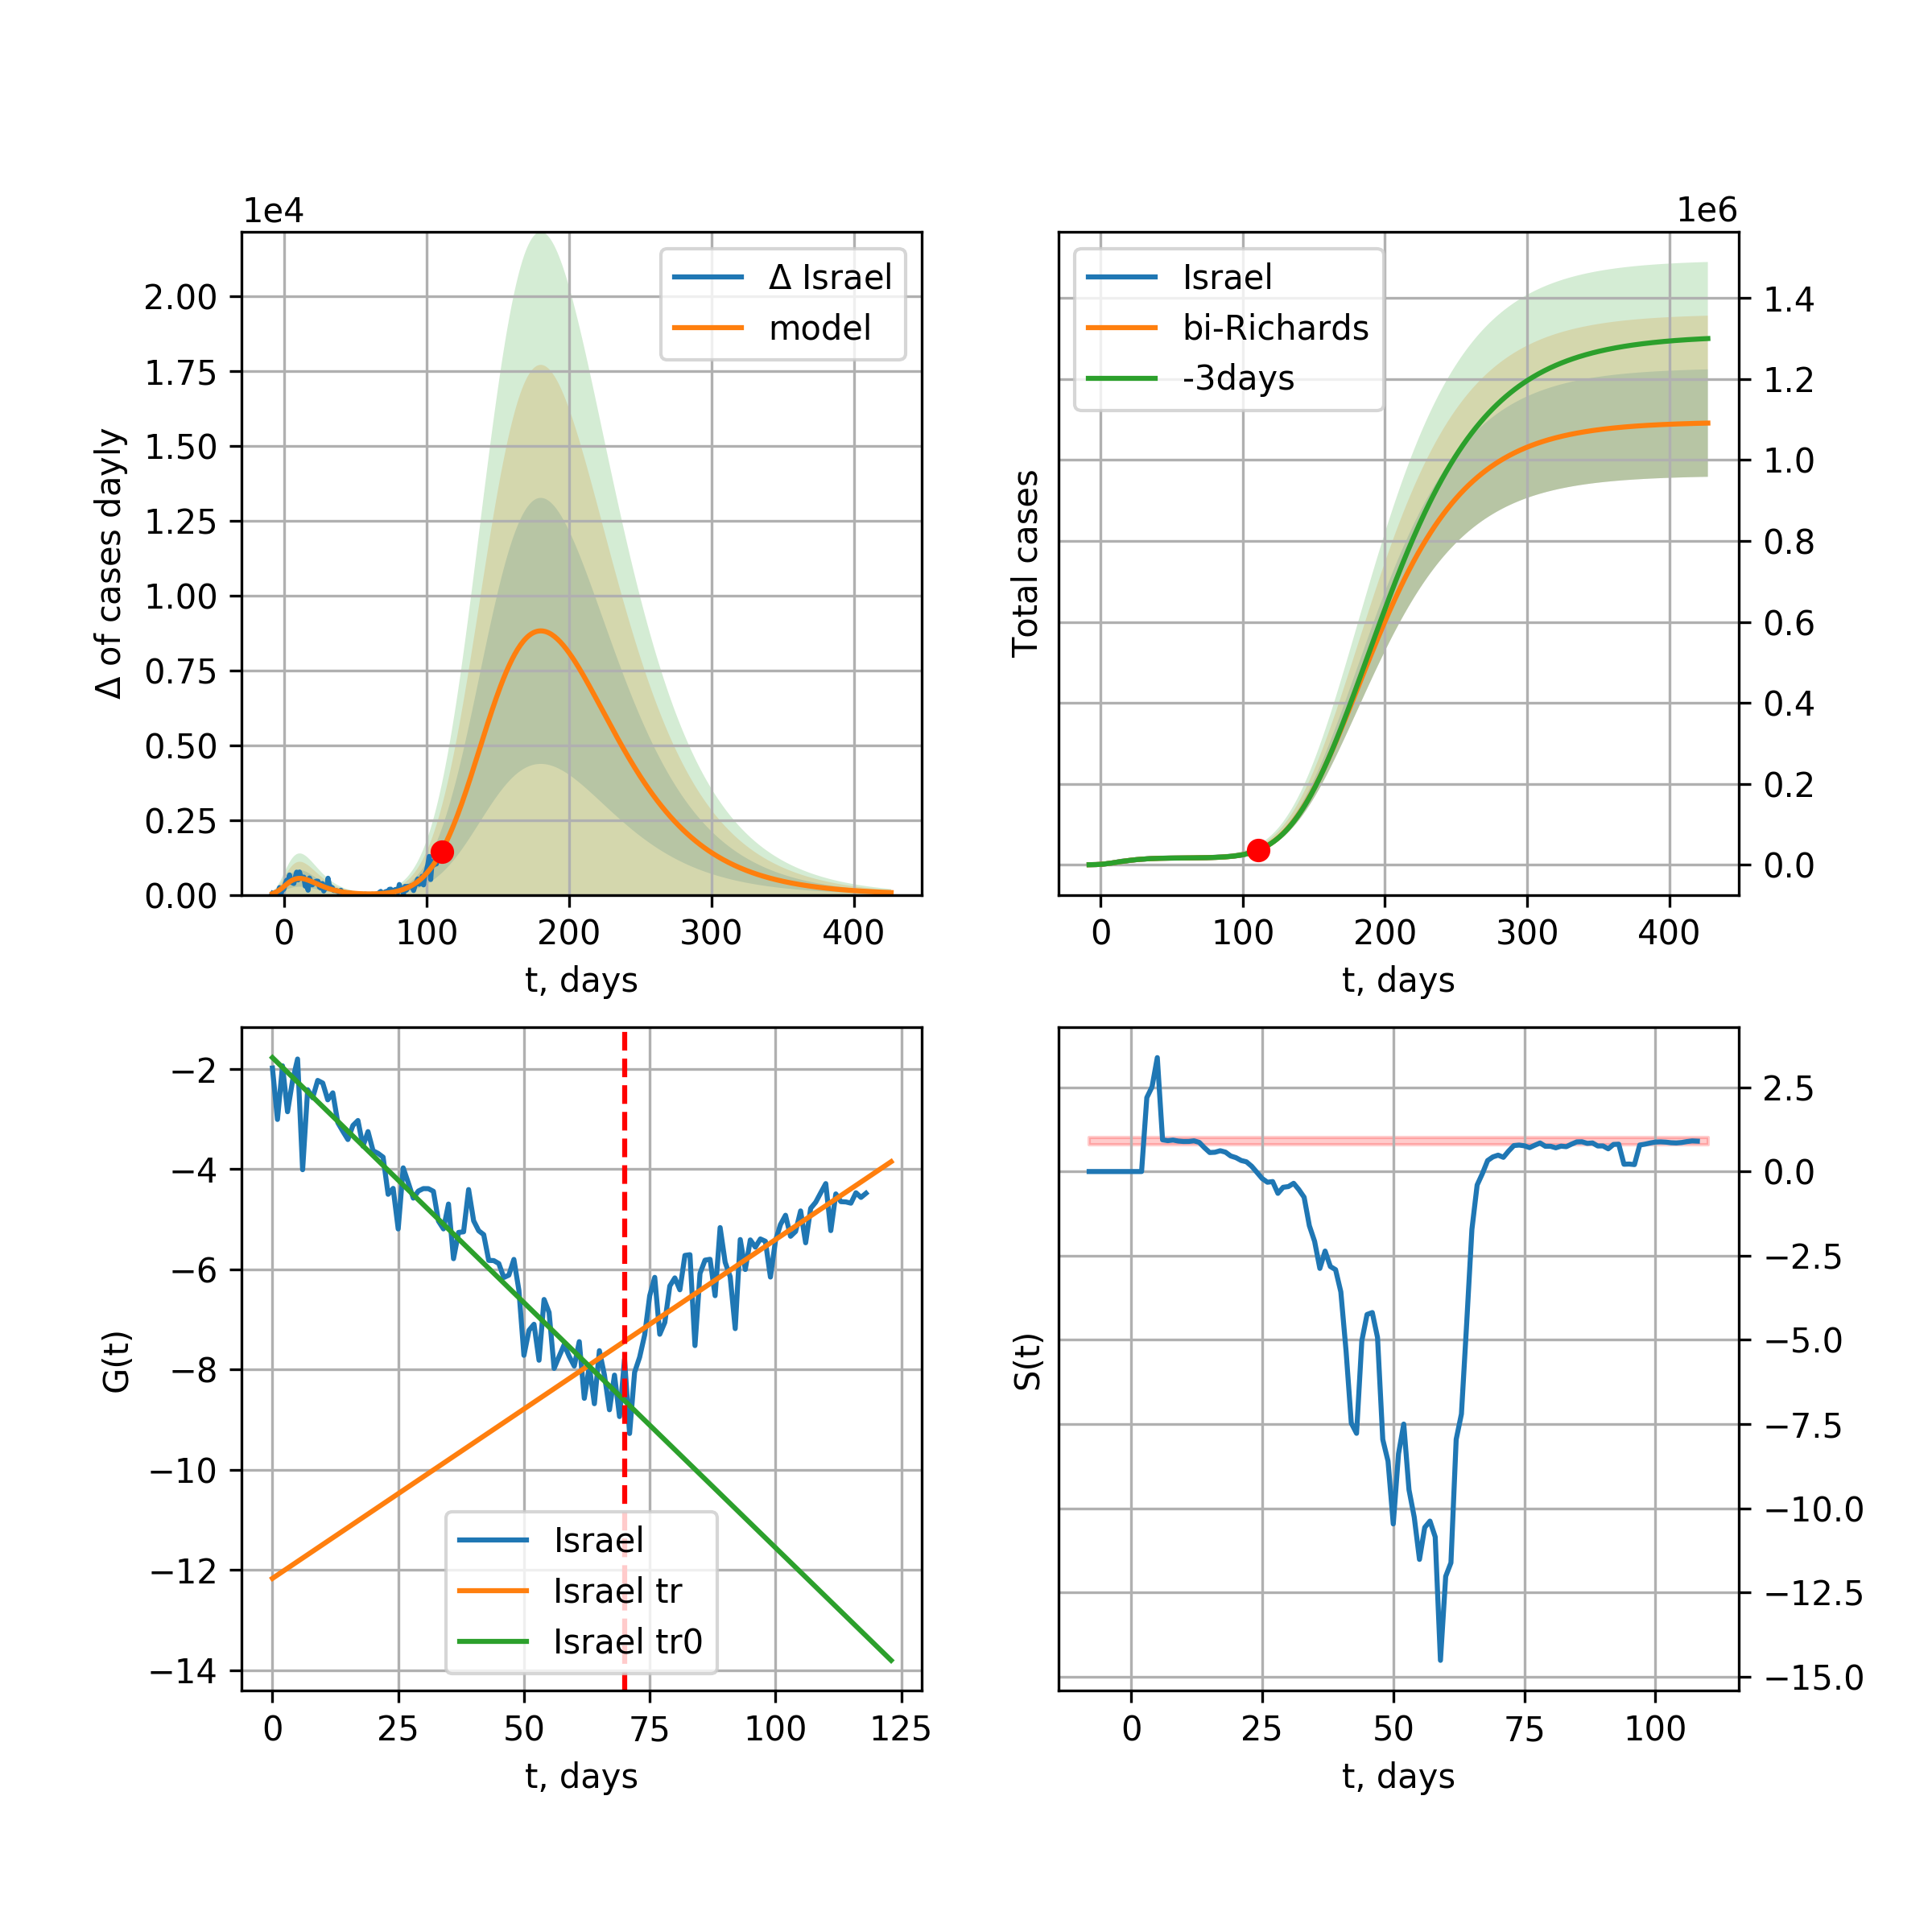 1e4
Δ of cases dayly
2.00
1.75
1.50
1.25
1.00
0.75
0.50
0.25
0.00
Δ Israel
model
0 100 200 300 400
t, days
1e6
Total cases
Israel
bi-Richards
-3days
1.4
1.2
1.0
0.8
0.6
0.4
0.2
0.0
0 100 200 300 400
t, days
G(t)
−2
−4
−6
−8
−10
−12
−14
Israel
Israel tr
Israel tr0
0 25 50 75 100 125
t, days
S(t)
2.5
0.0
−2.5
−5.0
−7.5
−10.0
−12.5
−15.0
0 25 50 75 100
t, days